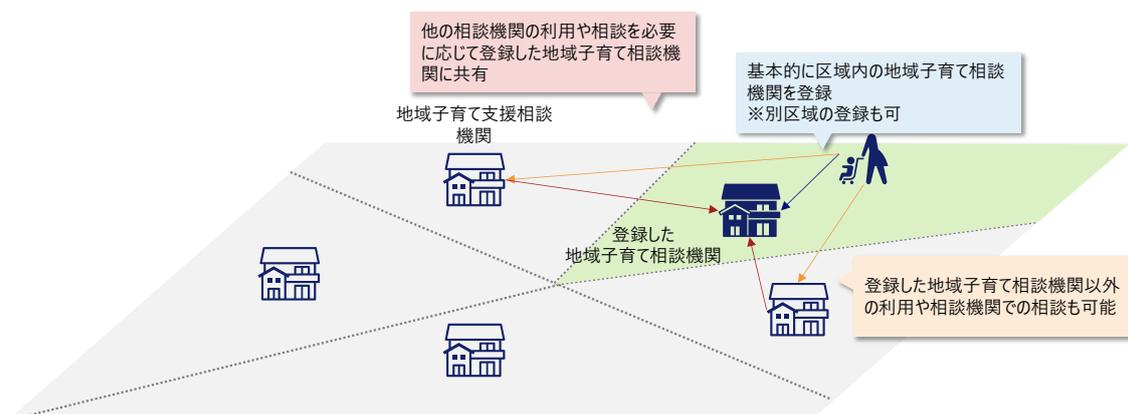 他の相談機関の利用や相談を必要
に応じて登録した地域子育て相談機
関に共有
基本的に区域内の地域子育て相談
機関を登録
※別区域の登録も可
地域子育て支援相談
機関
登録した
地域子育て相談機関
登録した地域子育て相談機関以外
の利用や相談機関での相談も可能